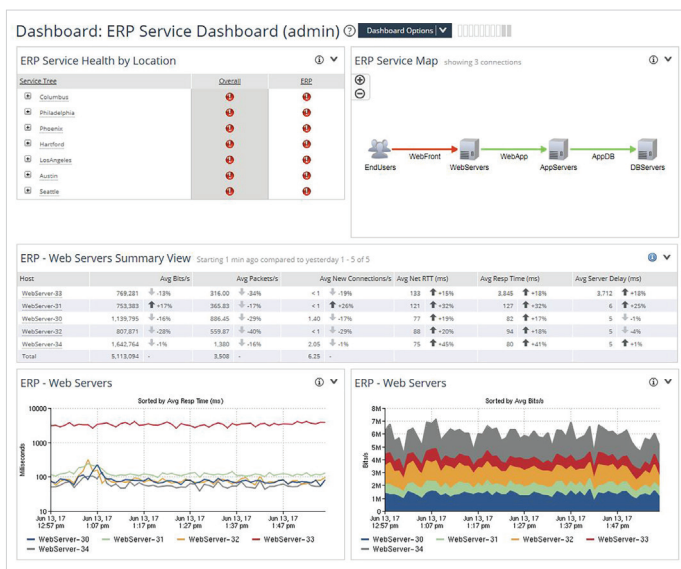 Dashboard: ERP Service Dashboard (admin) ? Dashboard Options
ERP Service Health by Location
Service Tree Overall ERP
Columbus
Philadelphia
Phoenix
Hartford
LosAngeles
Austin
Seattle
ERP Service Map showing 3 connections
EndUsers WebFront WebServers WebApp AppServers AppDB DBServers
ERP - Web Servers Summary View Starting 1 min ago compared to yesterday 1 - 5 of 5
Host Avg Bits/s Avg Packets/s Avg New Connections/s Avg Net RTT (ms) Avg Resp Time (ms) Avg Server Delay (ms)
WebServer-33 769,281 -13% 316.00 -34% <1 -19% 133 +15% 3,845 +18% 3,712 +18%
WebServer-31 753,383 +17% 365.83 -17% <1 +26% 121 +32% 127 +32% 6 +25%
WebServer-30 1,139,795 -16% 886.45 -29% 1.40 -17% 77 +19% 82 +17% 5 -1%
WebServer-32 807,871 -28% 559.87 -40% <1 -29% 88 +20% 94 +18% 5 -4%
WebServer-34 1,642,764 -1% 1,380 -16% 2.05 -1% 75 +45% 80 +41% 5 +1%
Total 5,113,094 - 3,508 - 6.25 -
ERP - Web Servers
Sorted by Avg Resp Time (ms)
Milliseconds
10000
1000
100
10
Jun 13, 17 Jun 13, 17 Jun 13, 17 Jun 13, 17 Jun 13, 17 Jun 13, 17
12:57 pm 1:07 pm 1:17 pm 1:27 pm 1:37 pm 1:47 pm
WebServer-30 WebServer-31 WebServer-32 WebServer-33
WebServer-34
ERP - Web Servers
Sorted by Avg Bits/s
Bits/s
8M
7M
6M
5M
4M
3M
2M
1M
0
Jun 13, 17 Jun 13, 17 Jun 13, 17 Jun 13, 17 Jun 13, 17 Jun 13, 17
12:57 pm 1:07 pm 1:17 pm 1:27 pm 1:37 pm 1:47 pm
WebServer-30 WebServer-31 WebServer-32 WebServer-33
WebServer-34